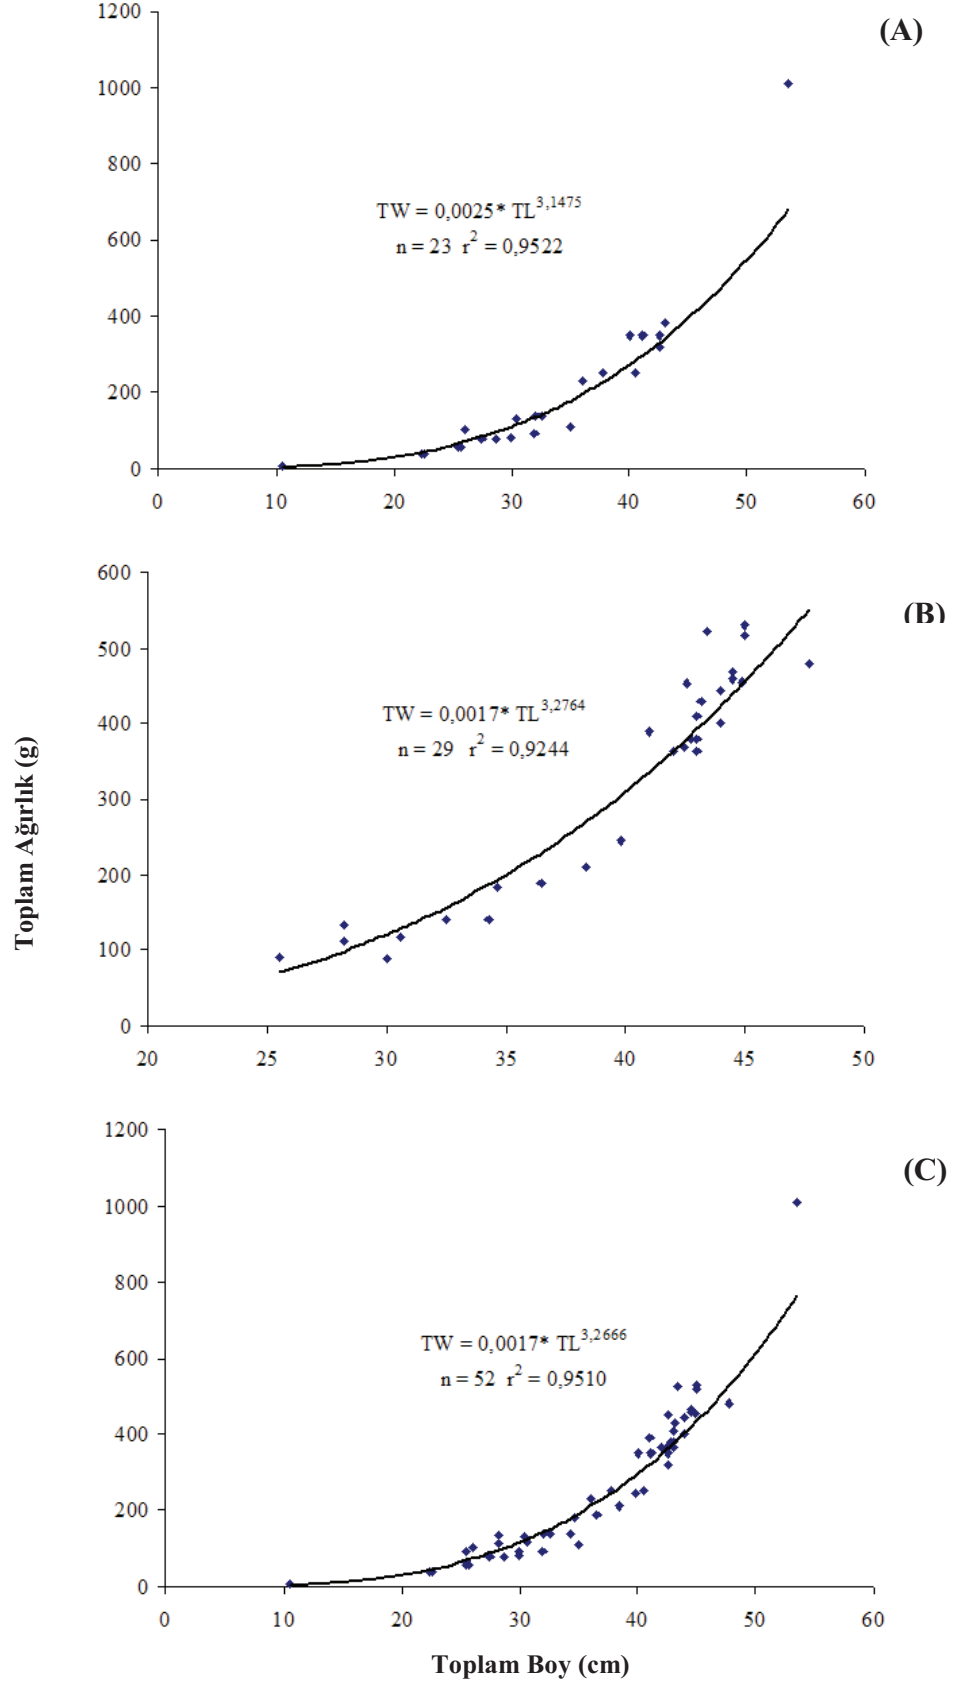 (A)
1200
1000
800
600
400
200
0
TW = 0,0025* TL^3,1475
n = 23 r^2 = 0,9522
0 10 20 30 40 50 60
(B)
600
500
400
300
200
100
0
TW = 0,0017* TL^3,2764
n = 29 r^2 = 0,9244
20 25 30 35 40 45 50
Toplam Ağırlık (g)
(C)
1200
1000
800
600
400
200
0
TW = 0,0017* TL^3,2666
n = 52 r^2 = 0,9510
0 10 20 30 40 50 60
Toplam Boy (cm)